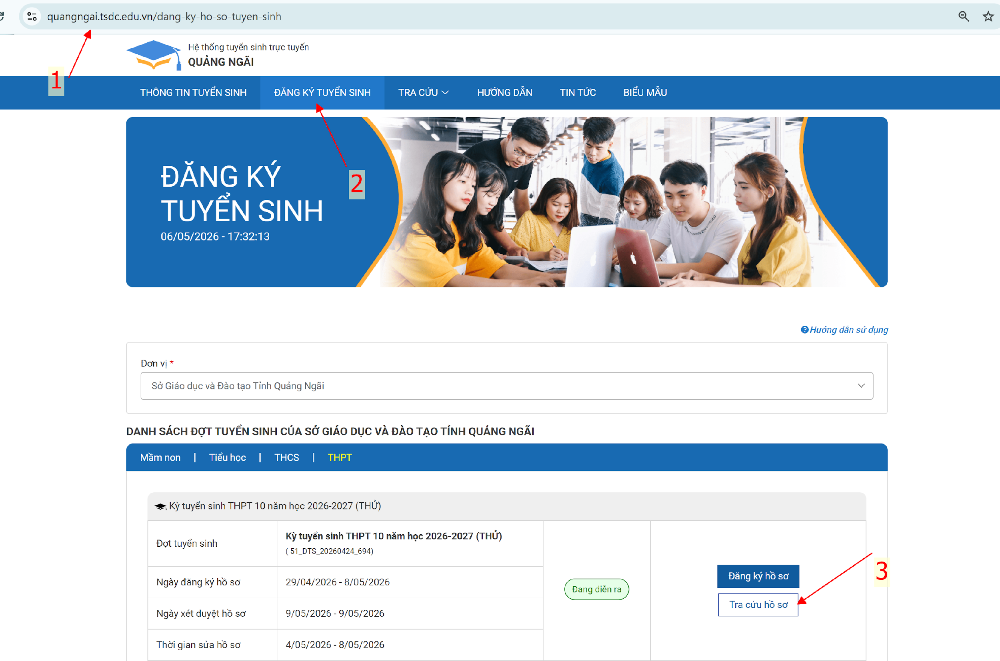 quangngai.tsdc.edu.vn/dang-ky-ho-so-tuyen-sinh
Hệ thống tuyển sinh trực tuyến
QUẢNG NGÃI
1
THÔNG TIN TUYỂN SINH ĐĂNG KÝ TUYỂN SINH TRA CỨU HƯỚNG DẪN TIN TỨC BIỂU MẪU
2
ĐĂNG KÝ
TUYỂN SINH
06/05/2026 - 17:32:13
Hướng dẫn sử dụng
Đơn vị *
Sở Giáo dục và Đào tạo Tỉnh Quảng Ngãi
DANH SÁCH ĐỢT TUYỂN SINH CỦA SỞ GIÁO DỤC VÀ ĐÀO TẠO TỈNH QUẢNG NGÃI
Mầm non | Tiểu học | THCS | THPT
Kỳ tuyển sinh THPT 10 năm học 2026-2027 (THỬ)
Đợt tuyển sinh
Kỳ tuyển sinh THPT 10 năm học 2026-2027 (THỬ)
( 51_DTS_20260424_694)
Ngày đăng ký hồ sơ 29/04/2026 - 8/05/2026
Ngày xét duyệt hồ sơ 9/05/2026 - 9/05/2026
Thời gian sửa hồ sơ 4/05/2026 - 8/05/2026
Đang diễn ra
Đăng ký hồ sơ
Tra cứu hồ sơ
3